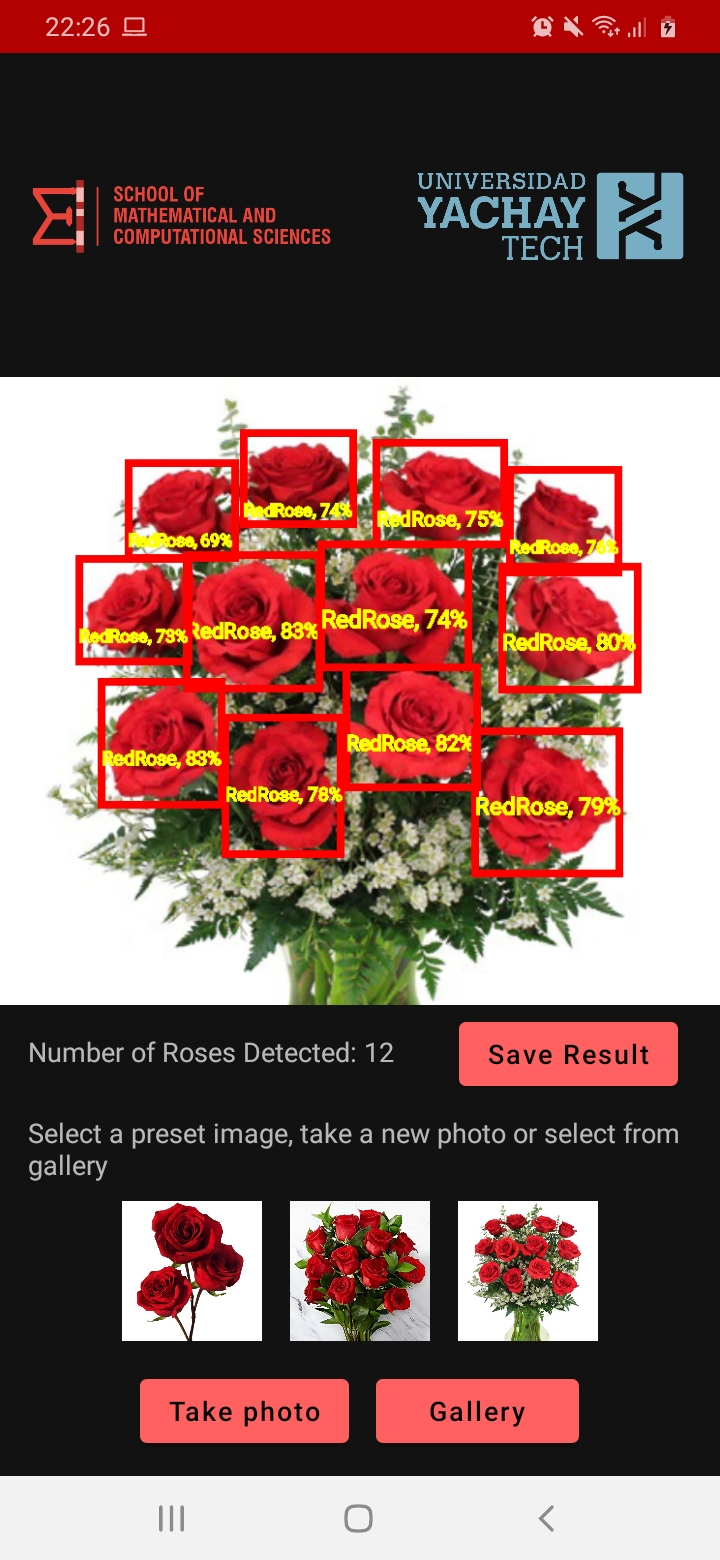 22:26
SCHOOL OF
MATHEMATICAL AND
COMPUTATIONAL SCIENCES
UNIVERSIDAD
YACHAY
TECH
RedRose, 74%
RedRose, 75%
RedRose, 69%
RedRose, 76%
RedRose, 73%
RedRose, 83%
RedRose, 74%
RedRose, 80%
RedRose, 83%
RedRose, 82%
RedRose, 78%
RedRose, 79%
Number of Roses Detected: 12
Save Result
Select a preset image, take a new photo or select from
gallery
Take photo
Gallery